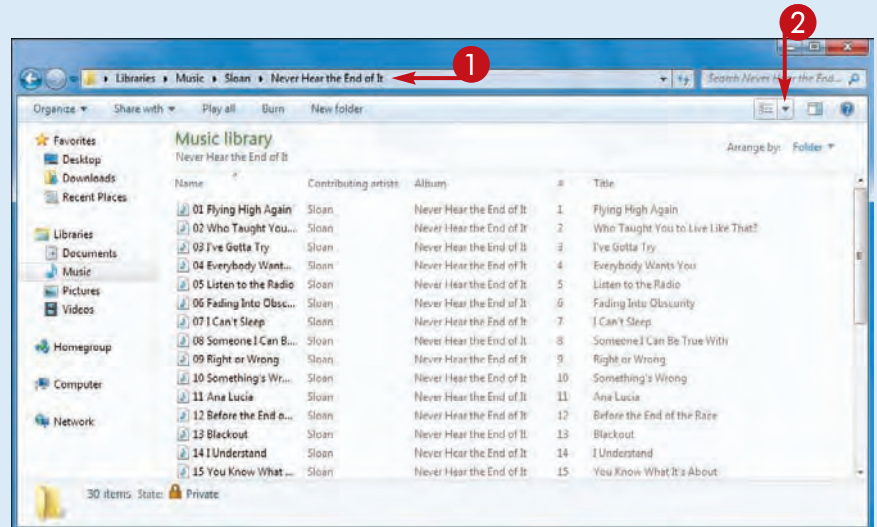 2
1
Libraries ▸ Music ▸ Sloan ▸ Never Hear the End of It
Search Never Hear the End...
Organize Share with Play all Burn New folder
Favorites
Desktop
Downloads
Recent Places
Libraries
Documents
Music
Pictures
Videos
Homegroup
Computer
Network
Music library
Never Hear the End of It
Arrange by: Folder
Name Contributing artists Album # Title
01 Flying High Again Sloan Never Hear the End of It 1 Flying High Again
02 Who Taught You... Sloan Never Hear the End of It 2 Who Taught You to Live Like That?
03 I've Gotta Try Sloan Never Hear the End of It 3 I've Gotta Try
04 Everybody Want... Sloan Never Hear the End of It 4 Everybody Wants You
05 Listen to the Radio Sloan Never Hear the End of It 5 Listen to the Radio
06 Fading Into Obsc... Sloan Never Hear the End of It 6 Fading Into Obscurity
07 I Can't Sleep Sloan Never Hear the End of It 7 I Can't Sleep
08 Someone I Can B... Sloan Never Hear the End of It 8 Someone I Can Be True With
09 Right or Wrong Sloan Never Hear the End of It 9 Right or Wrong
10 Something's Wr... Sloan Never Hear the End of It 10 Something's Wrong
11 Ana Lucia Sloan Never Hear the End of It 11 Ana Lucia
12 Before the End o... Sloan Never Hear the End of It 12 Before the End of the Race
13 Blackout Sloan Never Hear the End of It 13 Blackout
14 I Understand Sloan Never Hear the End of It 14 I Understand
15 You Know What ... Sloan Never Hear the End of It 15 You Know What It's About
30 items State: Private